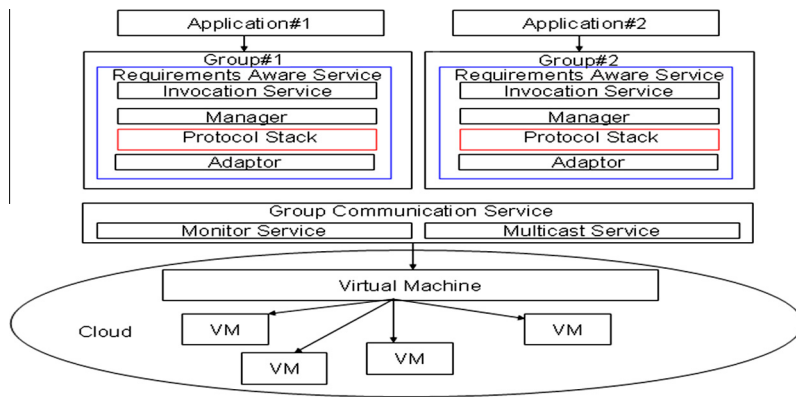 Application#1
Application#2
Group#1
Requirements Aware Service
Invocation Service
Manager
Protocol Stack
Adaptor
Group#2
Requirements Aware Service
Invocation Service
Manager
Protocol Stack
Adaptor
Group Communication Service
Monitor Service
Multicast Service
Virtual Machine
Cloud
VM
VM
VM
VM